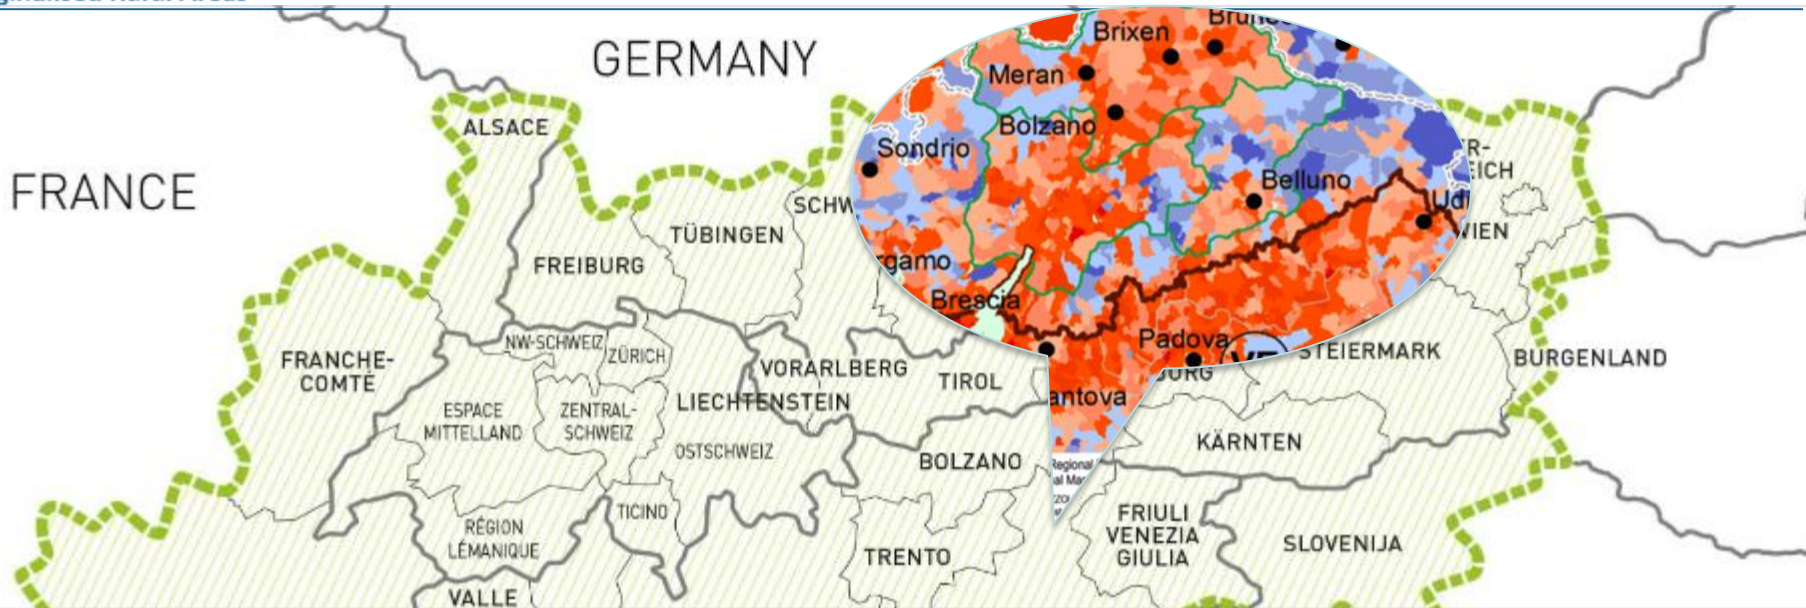 GERMANY
Brixen
Meran
ALSACE
Bolzano
Sondrio
FRANCE
Belluno
TÜBINGEN
WIEN
FREIBURG
Brescia
Padova
NW-SCHWEIZ
ZÜRICH
STEIERMARK
BURGENLAND
FRANCHE-
COMTÉ
VORARLBERG
TIROL
LIECHTENSTEIN
antova
ESPACE
MITTELLAND
ZENTRAL-
SCHWEIZ
OSTSCHWEIZ
KÄRNTEN
BOLZANO
Regional
TICINO
RÉGION
LÉMANIQUE
FRIULI
VENEZIA
GIULIA
SLOVENIJA
TRENTO
VALLE